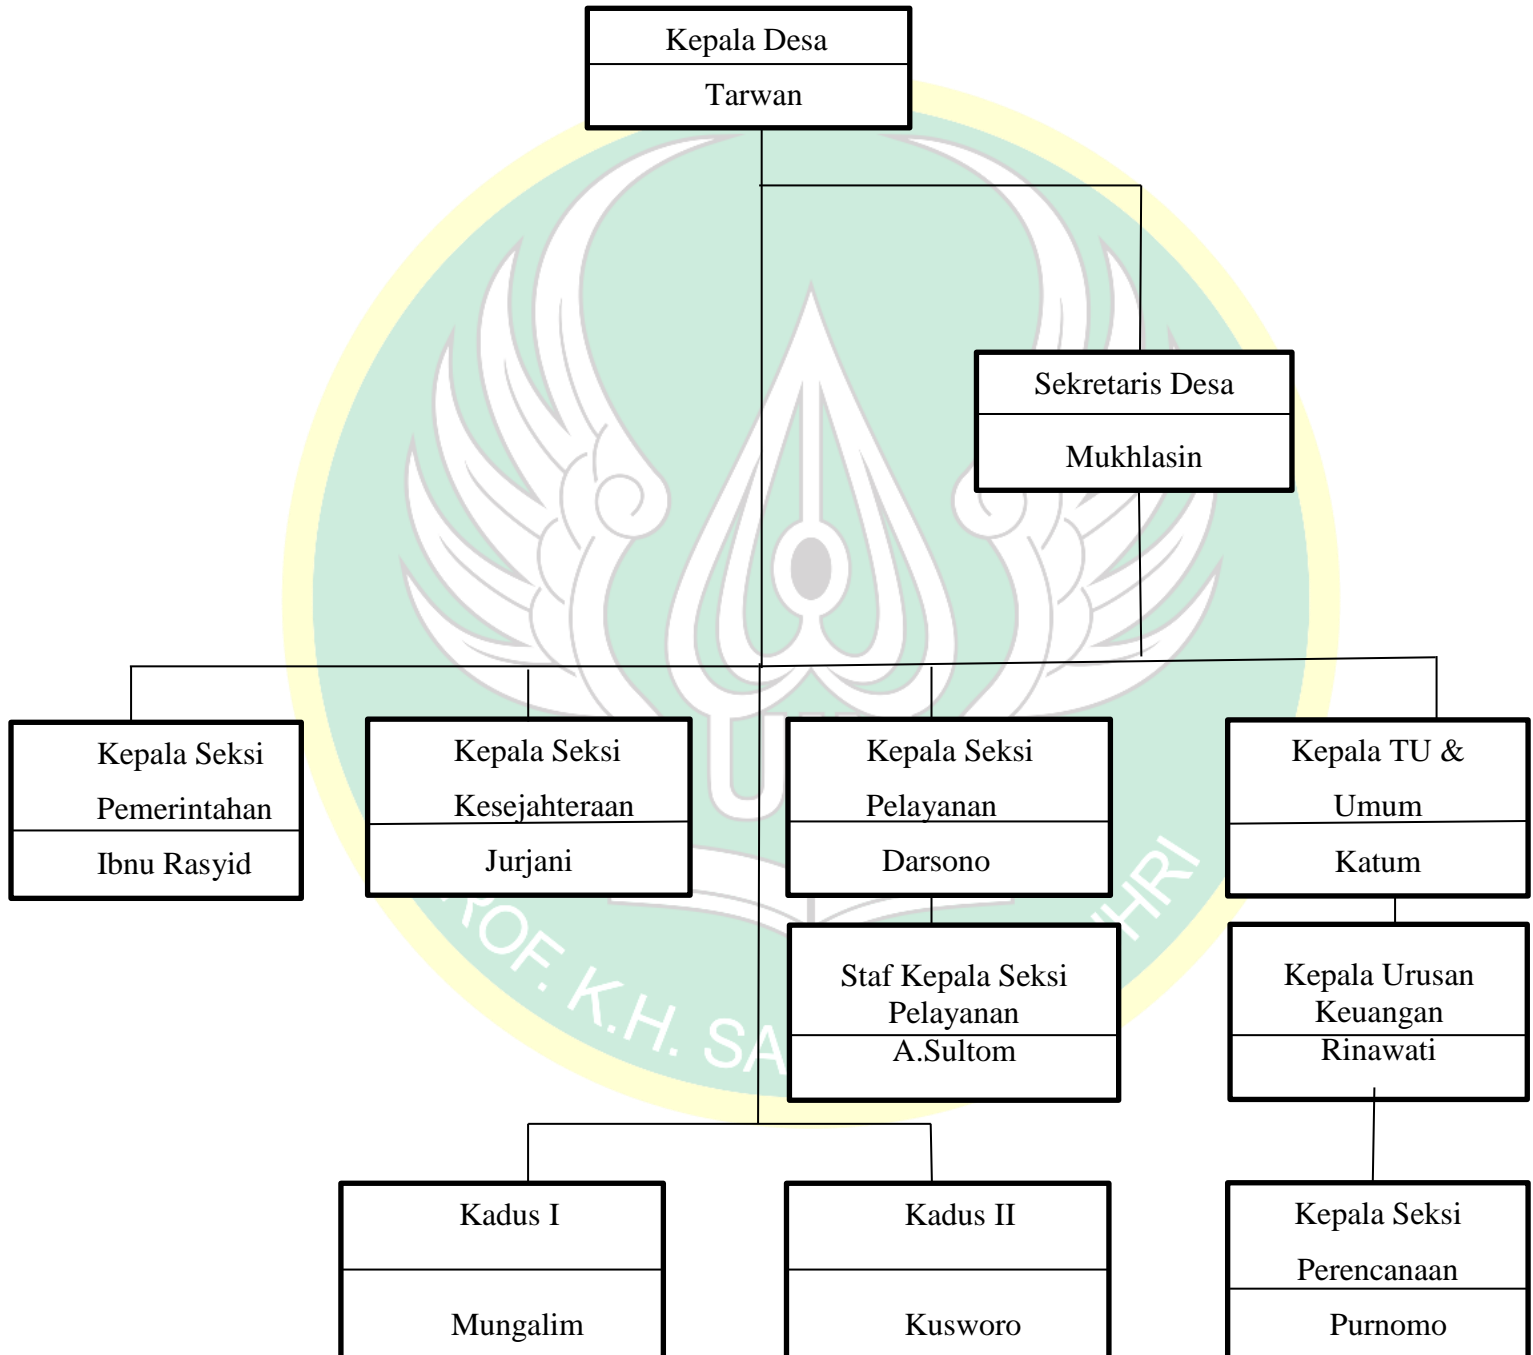 Kepala Desa
Tarwan
Sekretaris Desa
Mukhlasin
Kepala Seksi
Pemerintahan
Ibnu Rasyid
Kepala Seksi
Kesejahteraan
Jurjani
Kepala Seksi
Pelayanan
Darsono
Kepala TU &
Umum
Katum
Staf Kepala Seksi
Pelayanan
A.Sultom
Kepala Urusan
Keuangan
Rinawati
Kadus I
Mungalim
Kadus II
Kusworo
Kepala Seksi
Perencanaan
Purnomo
K.H.